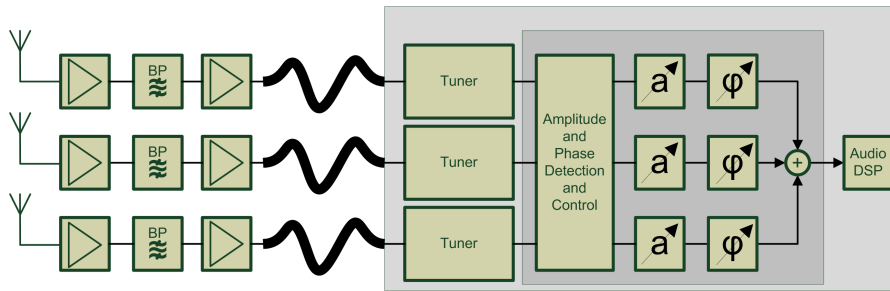 BP
Tuner
a
φ
BP
Tuner
Amplitude
and
Phase
Detection
and
Control
a
φ
+
Audio
DSP
BP
Tuner
a
φ